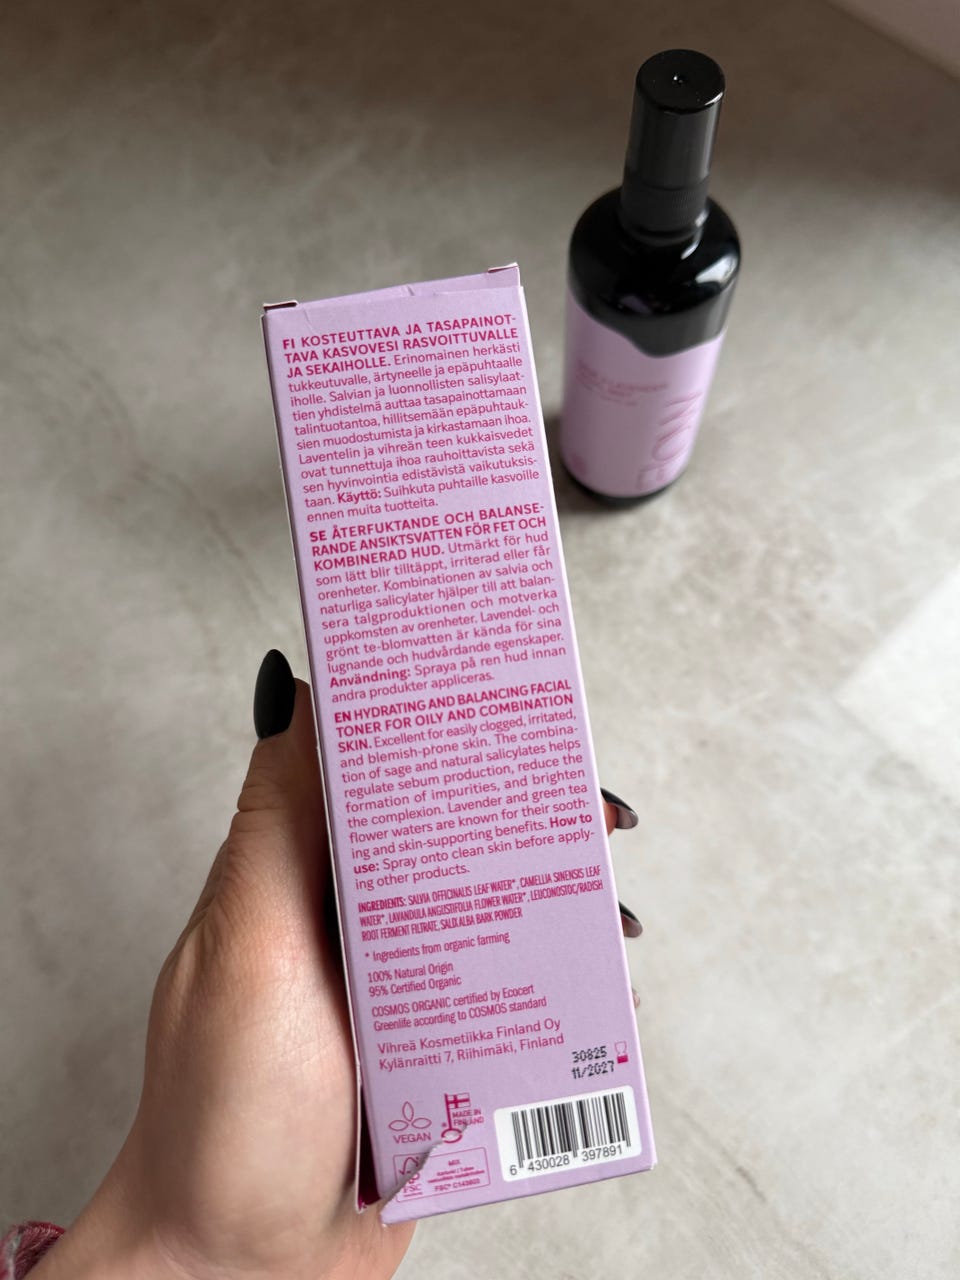 FI KOSTEUTTAVA JA TASAPAINOT-
TAVA KASVOVESI RASVOITTUVALLE
JA SEKAIHOLLE. Erinomainen herkästi
tukkeutuvalle, ärtyneelle ja epäpuhtaalle
iholle. Salvian ja luonnollisten salisylaat-
tien yhdistelmä auttaa tasapainottamaan
talintuotantoa, hillitsemään epäpuhtauk-
sien muodostumista ja kirkastamaan ihoa.
Laventelin ja vihreän teen kukkaisvedet
ovat tunnettuja ihoa rauhoittavista sekä
sen hyvinvointia edistävistä vaikutuksis-
taan. Käyttö: Suihkuta puhtaille kasvoille
ennen muita tuotteita.
SE ÅTERFUKTANDE OCH BALANSE-
RANDE ANSIKTSVATTEN FÖR FET OCH
KOMBINERAD HUD. Utmärkt för hud
som lätt blir tilltäppt, irriterad eller får
orenheter. Kombinationen av salvia och
naturliga salicylater hjälper till att balan-
sera talgproduktionen och motverka
uppkomsten av orenheter. Lavendel- och
grönt te-blomvatten är kända för sina
lugnande och hudvårdande egenskaper.
Användning: Spraya på ren hud innan
andra produkter appliceras.
EN HYDRATING AND BALANCING FACIAL
TONER FOR OILY AND COMBINATION
SKIN. Excellent for easily clogged, irritated,
and blemish-prone skin. The combina-
tion of sage and natural salicylates helps
regulate sebum production, reduce the
formation of impurities, and brighten
the complexion. Lavender and green tea
flower waters are known for their sooth-
ing and skin-supporting benefits. How to
use: Spray onto clean skin before apply-
ing other products.
INGREDIENTS: SALVIA OFFICINALIS LEAF WATER*, CAMELLIA SINENSIS LEAF
WATER*, LAVANDULA ANGUSTIFOLIA FLOWER WATER*, LEUCONOSTOC/RADISH
ROOT FERMENT FILTRATE, SALIX ALBA BARK POWDER
* Ingredients from organic farming
100% Natural Origin
95% Certified Organic
COSMOS ORGANIC certified by Ecocert
Greenlife according to COSMOS standard
Vihreä Kosmetiikka Finland Oy
Kylänraitti 7, Riihimäki, Finland
30825
11/2027
VEGAN
MADE IN
FINLAND
FSC
MIX
FSC® C143603
6 430028 397891